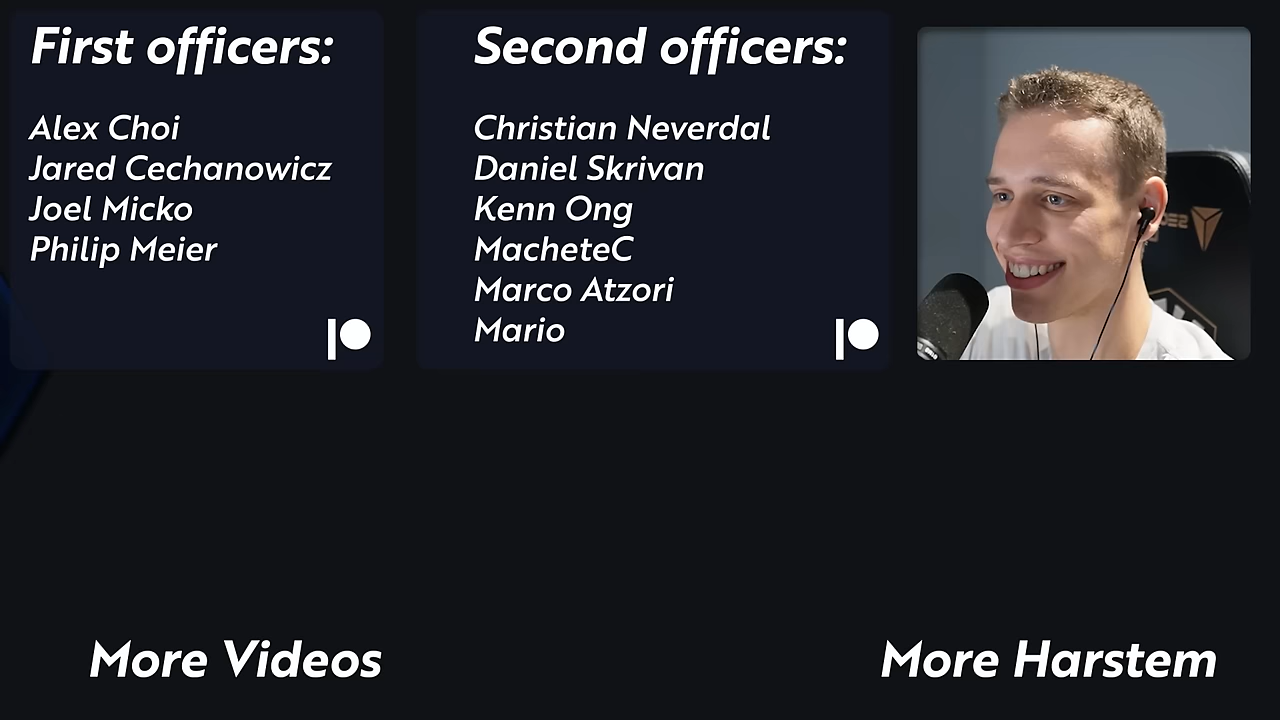 First officers:
Alex Choi
Jared Cechanowicz
Joel Micko
Philip Meier
Second officers:
Christian Neverdal
Daniel Skrivan
Kenn Ong
MacheteC
Marco Atzori
Mario
More Videos
More Harstem